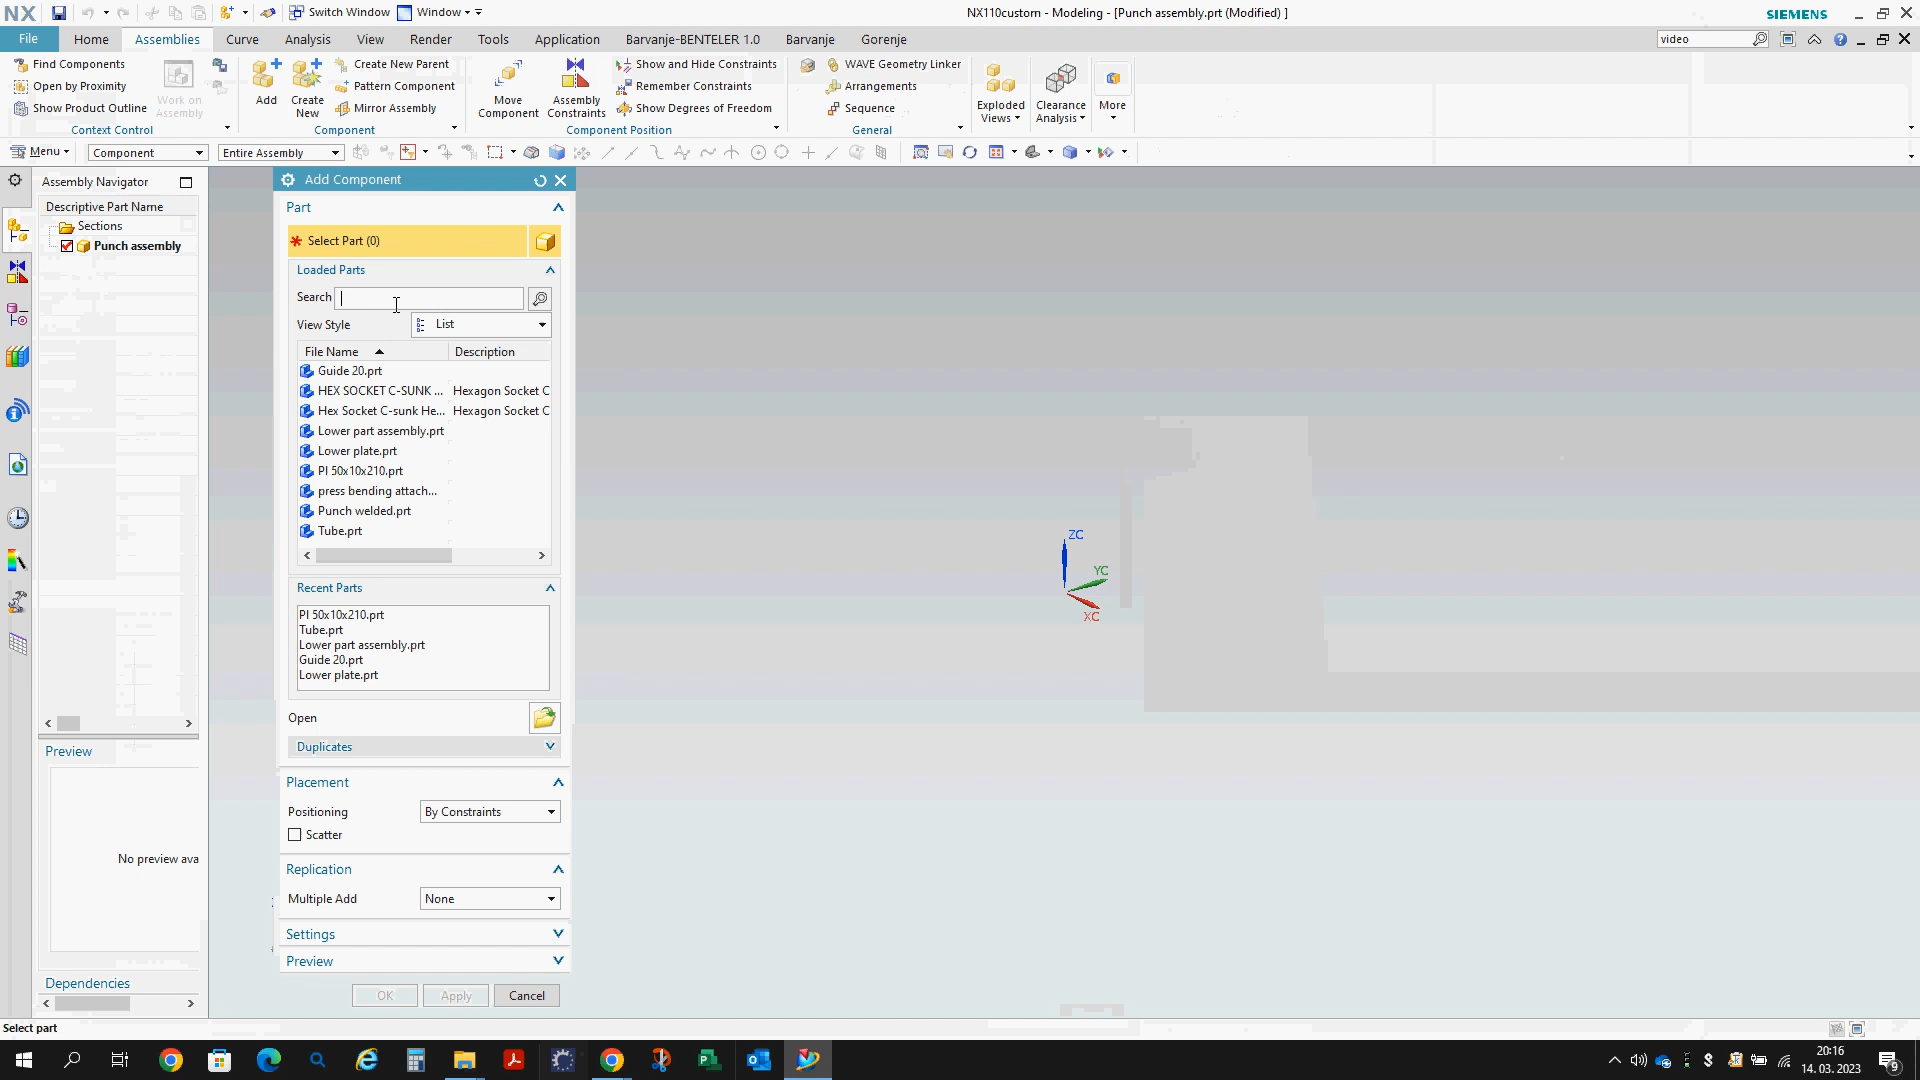 NX Switch Window Window NX110custom - Modeling - [Punch assembly.prt (Modified) ] SIEMENS
File Home Assemblies Curve Analysis View Render Tools Application Barvanje-BENTELER 1.0 Barvanje Gorenje video
Find Components
Open by Proximity
Show Product Outline
Work on
Assembly
Context Control
Add
Create
New
Create New Parent
Pattern Component
Mirror Assembly
Component
Move
Component
Assembly
Constraints
Show and Hide Constraints
Remember Constraints
Show Degrees of Freedom
Component Position
WAVE Geometry Linker
Arrangements
Sequence
General
Exploded
Views
Clearance
Analysis
More
Menu Component Entire Assembly
Assembly Navigator
Descriptive Part Name
Sections
Punch assembly
Preview
No preview ava
Dependencies
Add Component
Part
* Select Part (0)
Loaded Parts
Search
View Style List
File Name Description
Guide 20.prt
HEX SOCKET C-SUNK ... Hexagon Socket C
Hex Socket C-sunk He... Hexagon Socket C
Lower part assembly.prt
Lower plate.prt
Pl 50x10x210.prt
press bending attach...
Punch welded.prt
Tube.prt
Recent Parts
Pl 50x10x210.prt
Tube.prt
Lower part assembly.prt
Guide 20.prt
Lower plate.prt
Open
Duplicates
Placement
Positioning By Constraints
Scatter
Replication
Multiple Add None
Settings
Preview
OK Apply Cancel
ZC
YC
XC
Select part
20:16
14. 03. 2023
9